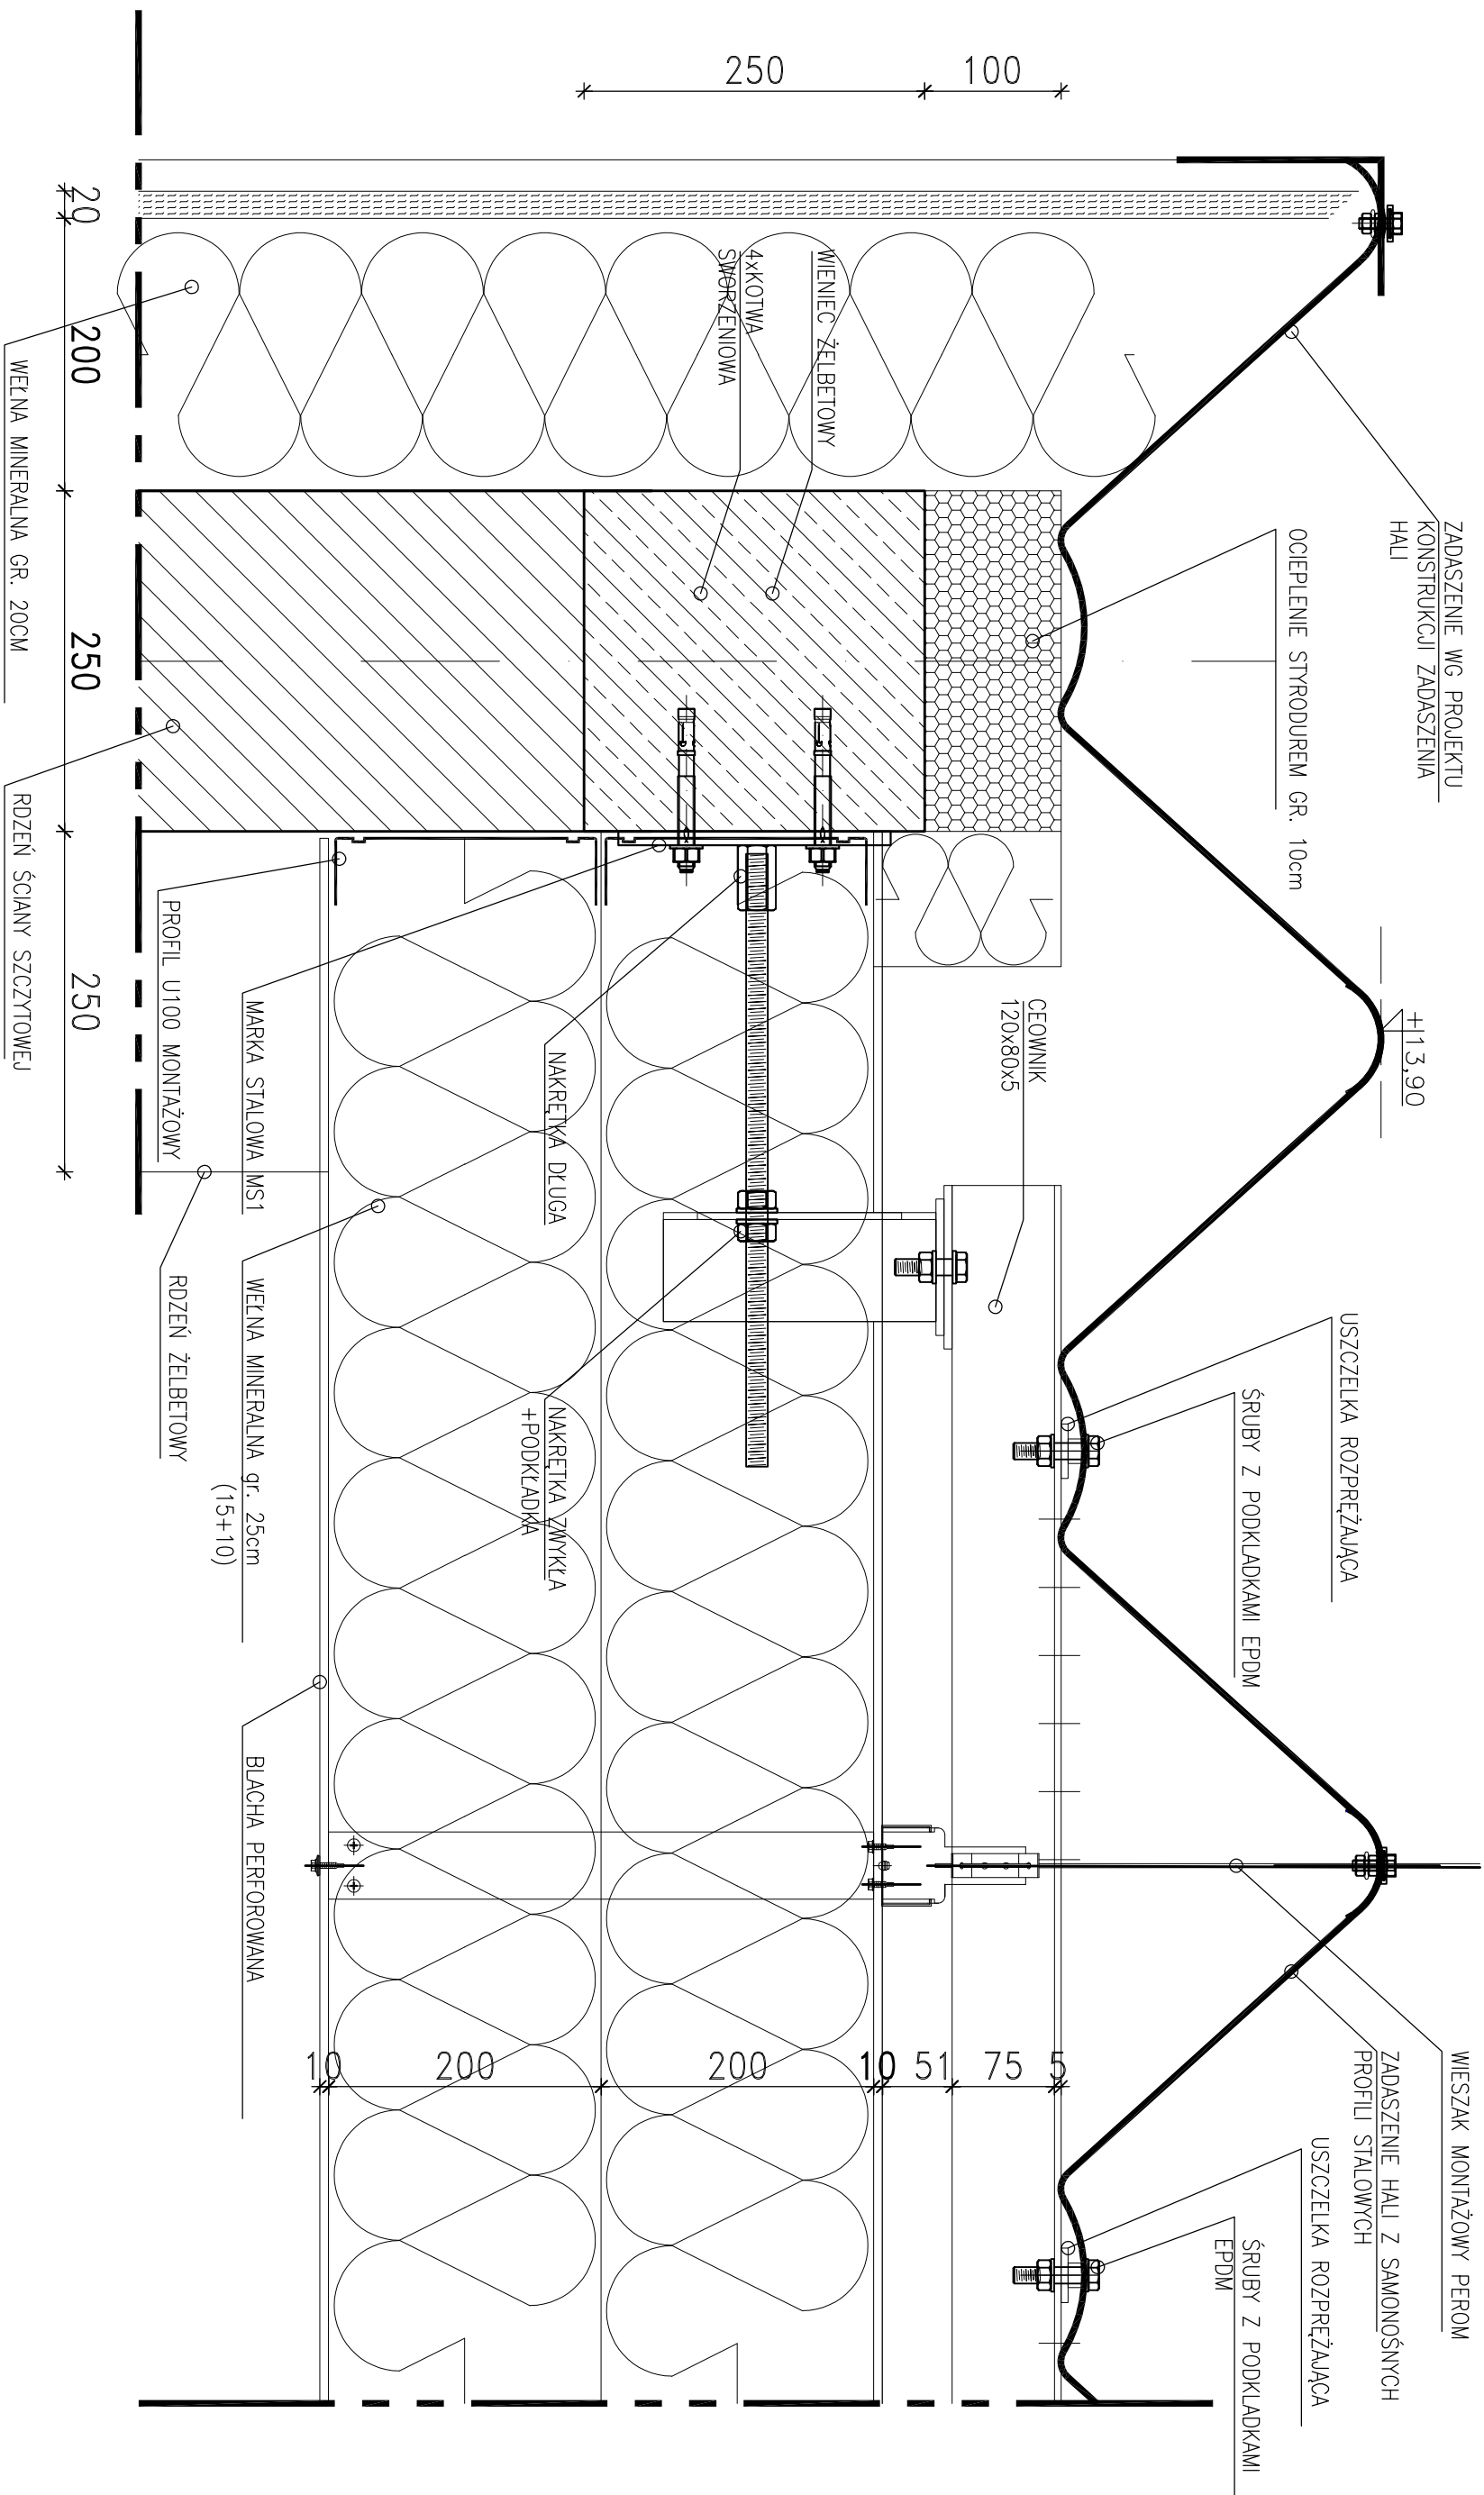 ZADASZENIE WG PROJEKTU
KONSTRUKCJI ZADASZENIA
HALI
OCIEPLENIE STYRODUREM GR. 10cm
+13,90
USZCZELKA ROZPRĘŻAJĄCA
ŚRUBY Z PODKLADKAMI EPDM
WIESZAK MONTAŻOWY PEROM
ZADASZENIE HALI Z SAMONOŚNYCH
PROFILI STALOWYCH
USZCZELKA ROZPRĘŻAJĄCA
ŚRUBY Z PODKLADKAMI
EPDM
100
250
WIENIEC ŻELBETOWY
4xKOTWA
SWORZENIOWA
CEOWNIK
120x80x5
NAKRĘTKA DŁUGA
NAKRĘTKA ZWYKŁA
+PODKŁADKA
5
75
51
10
200
200
10
MARKA STALOWA MS1
WEŁNA MINERALNA gr. 25cm
(15+10)
BLACHA PERFOROWANA
PROFIL U100 MONTAŻOWY
RDZEŃ ŻELBETOWY
20
200
250
250
WEŁNA MINERALNA GR. 20CM
RDZEŃ ŚCIANY SZCZYTOWEJ